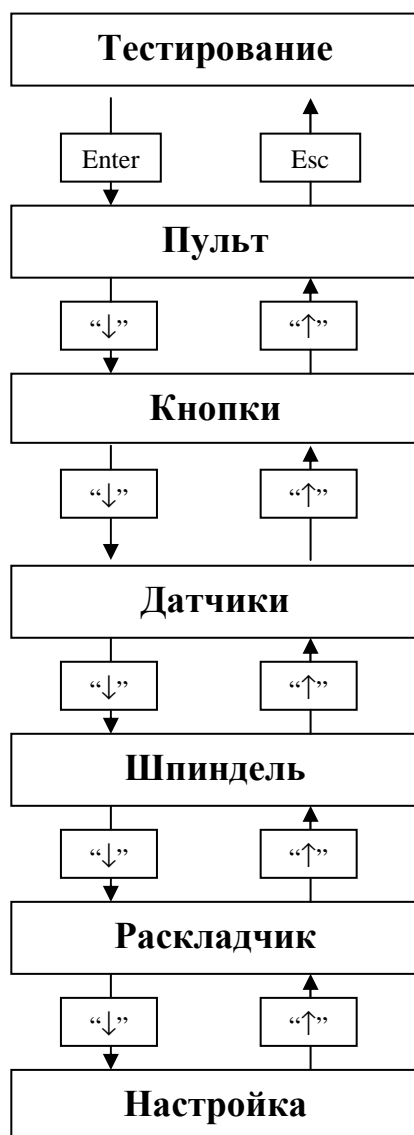 Тестирование
Enter Esc
Пульт
“↓” “↑”
Кнопки
“↓” “↑”
Датчики
“↓” “↑”
Шпиндель
“↓” “↑”
Раскладчик
“↓” “↑”
Настройка